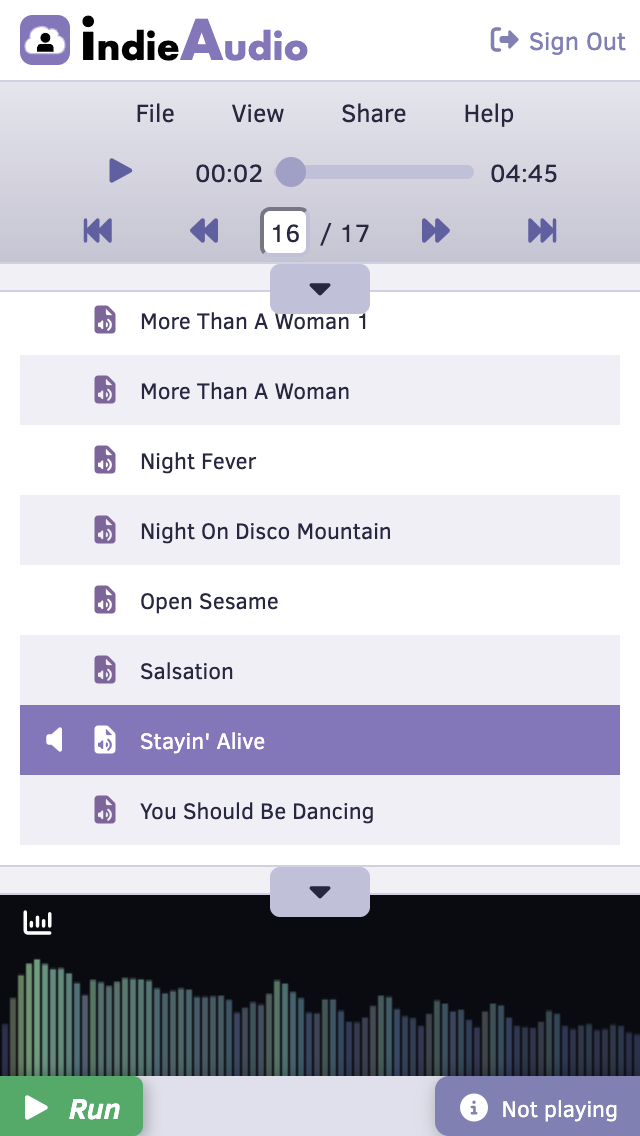 indieAudio
Sign Out
File View Share Help
00:02 04:45
16 / 17
More Than A Woman 1
More Than A Woman
Night Fever
Night On Disco Mountain
Open Sesame
Salsation
Stayin' Alive
You Should Be Dancing
Run
Not playing